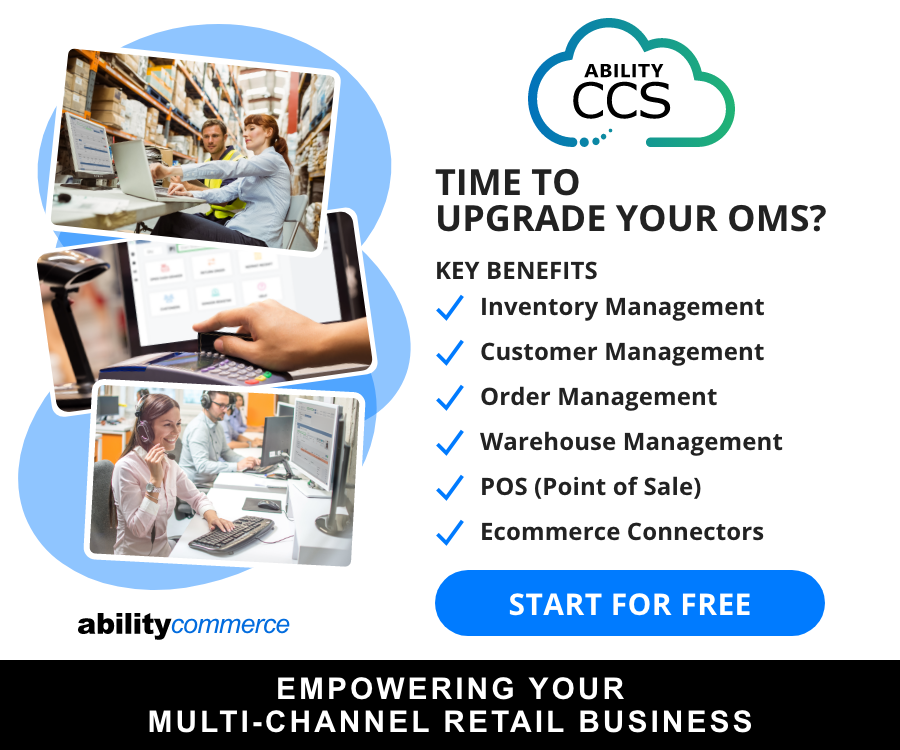 ABILITY
CCS
TIME TO
UPGRADE YOUR OMS?
KEY BENEFITS
Inventory Management
Customer Management
Order Management
Warehouse Management
POS (Point of Sale)
Ecommerce Connectors
START FOR FREE
abilitycommerce
EMPOWERING YOUR
MULTI-CHANNEL RETAIL BUSINESS